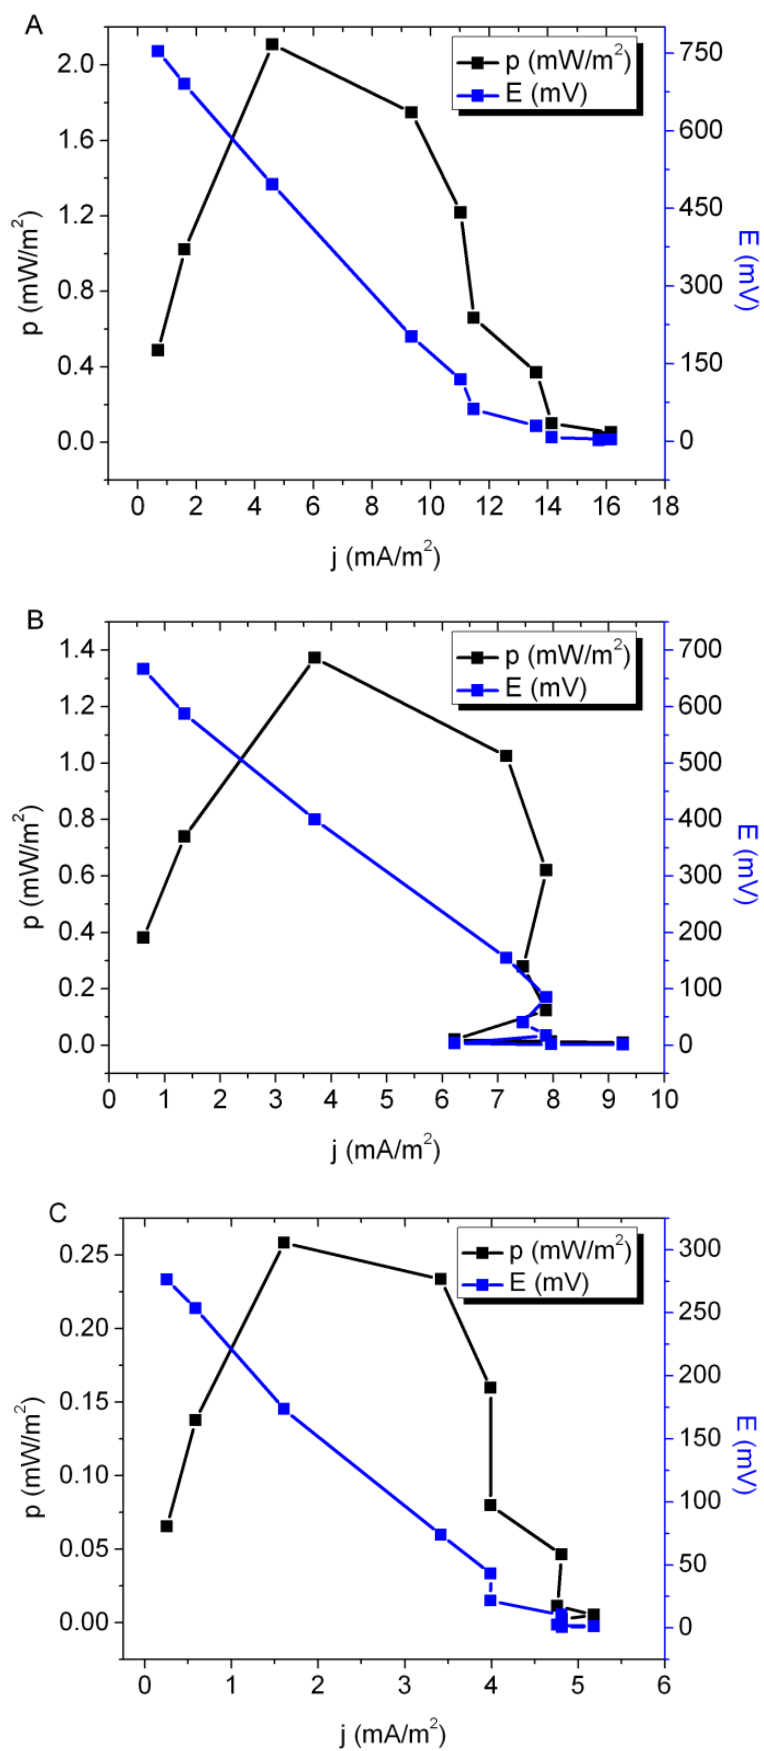 A
p (mW/m²)
E (mV)
2.0
1.6
1.2
0.8
0.4
0.0
p (mW/m²)
750
600
450
300
150
0
E (mV)
0 2 4 6 8 10 12 14 16 18
j (mA/m²)
B
p (mW/m²)
E (mV)
1.4
1.2
1.0
0.8
0.6
0.4
0.2
0.0
p (mW/m²)
700
600
500
400
300
200
100
0
E (mV)
0 1 2 3 4 5 6 7 8 9 10
j (mA/m²)
C
p (mW/m²)
E (mV)
0.25
0.20
0.15
0.10
0.05
0.00
p (mW/m²)
300
250
200
150
100
50
0
E (mV)
0 1 2 3 4 5 6
j (mA/m²)